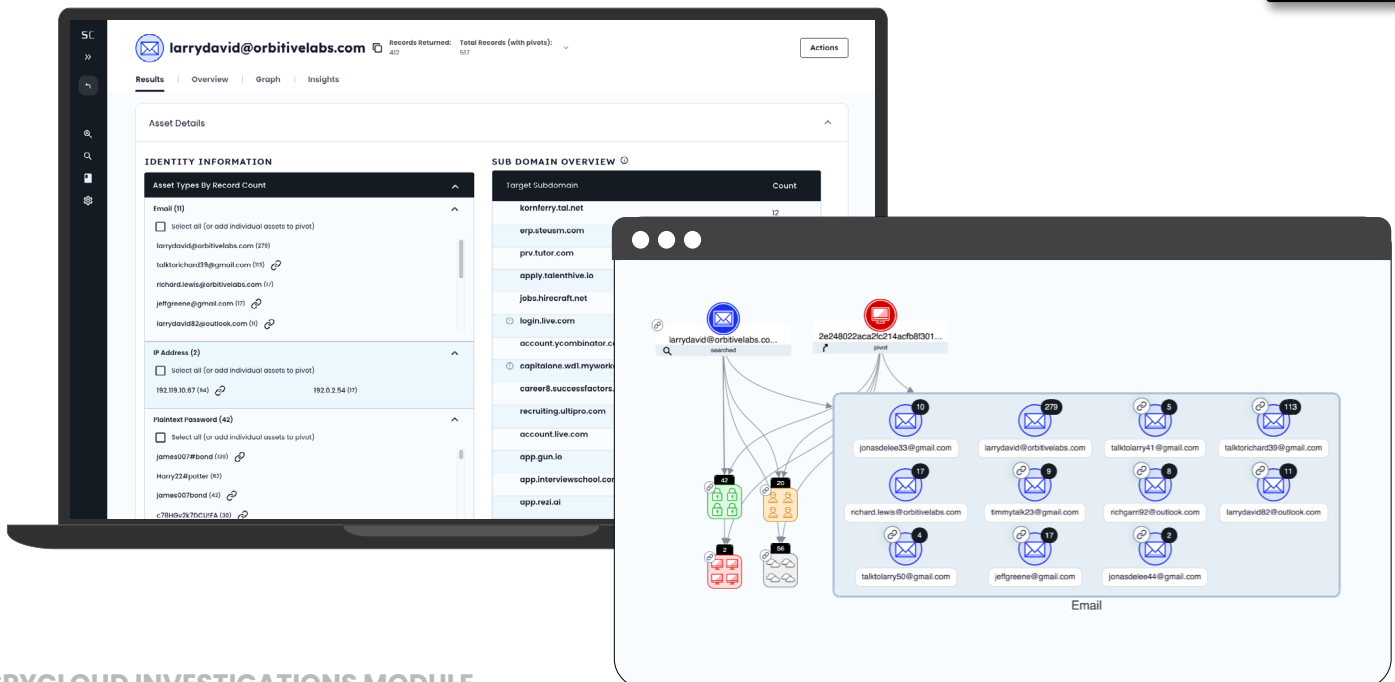 SC
larrydavid@orbitivelabs.com
Records Returned: Total Records (with pivots):
412 517
Actions
Results Overview Graph Insights
Asset Details
IDENTITY INFORMATION
Asset Types By Record Count
Email (11)
Select all (or add individual assets to pivot)
larrydavid@orbitivelabs.com (279)
talktorichard39@gmail.com (113)
richard.lewis@orbitivelabs.com (17)
jeffgreene@gmail.com (17)
larrydavid82@outlook.com (11)
IP Address (2)
Select all (or add individual assets to pivot)
192.119.10.67 (94) 192.0.2.54 (17)
Plaintext Password (42)
Select all (or add individual assets to pivot)
james007#bond (139)
Harry22#potter (62)
james007bond (42)
c78HGv2k7DCU!FA (30)
SUB DOMAIN OVERVIEW
Target Subdomain Count
kornferry.tal.net 12
erp.steusm.com
prv.tutor.com
apply.talenthive.io
jobs.hirecraft.net
login.live.com
account.ycombinator.co
capitalone.wd1.mywork
career8.successfactors.
recruiting.ultipro.com
account.live.com
app.gun.io
app.interviewschool.com
app.rezi.ai
larrydavid@orbitivelabs.co...
searched
2e248022aca2fc214acfb8f301...
pivot
42
20
2
56
10
jonasdelee33@gmail.com
279
larrydavid@orbitivelabs.com
5
talktolarry41@gmail.com
113
talktorichard39@gmail.com
17
richard.lewis@orbitivelabs.com
9
timmytalk23@gmail.com
8
richgarri92@outlook.com
11
larrydavid82@outlook.com
4
talktolarry50@gmail.com
17
jeffgreene@gmail.com
2
jonasdelee44@gmail.com
Email
SPYCLOUD INVESTIGATIONS MODULE